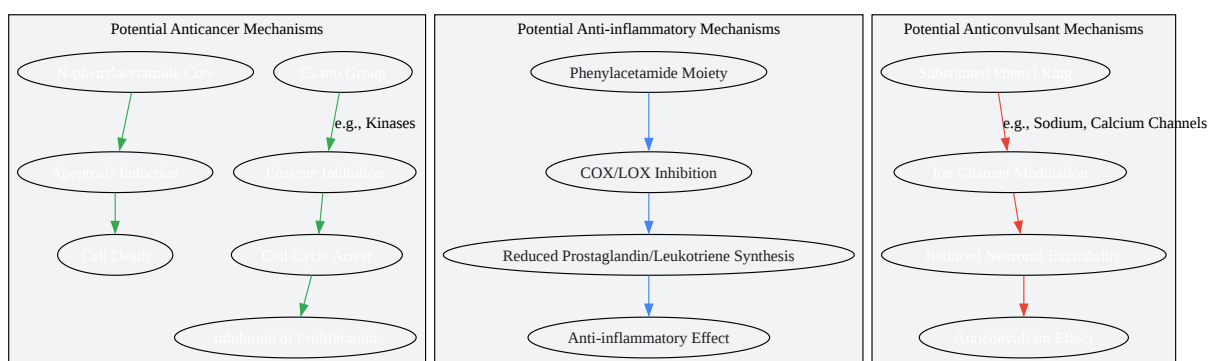 Potential Anticancer Mechanisms
N-phenylacetamide Core
Cyano Group
e.g., Kinases
Apoptosis Induction
Enzyme Inhibition
Cell Death
Cell Cycle Arrest
Inhibition of Proliferation
Potential Anti-inflammatory Mechanisms
Phenylacetamide Moiety
COX/LOX Inhibition
Reduced Prostaglandin/Leukotriene Synthesis
Anti-inflammatory Effect
Potential Anticonvulsant Mechanisms
Substituted Phenyl Ring
e.g., Sodium, Calcium Channels
Ion Channel Modulation
Reduced Neuronal Excitability
Anticonvulsant Effect